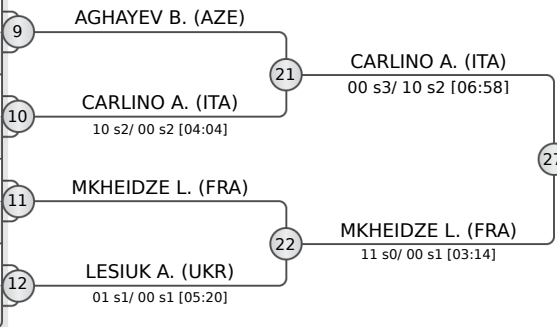 AGHAYEV B. (AZE)
9
21
CARLINO A. (ITA)
00 s3/ 10 s2 [06:58]
CARLINO A. (ITA)
10
10 s2/ 00 s2 [04:04]
27
MKHEIDZE L. (FRA)
11
22
MKHEIDZE L. (FRA)
11 s0/ 00 s1 [03:14]
LESIUK A. (UKR)
12
01 s1/ 00 s1 [05:20]